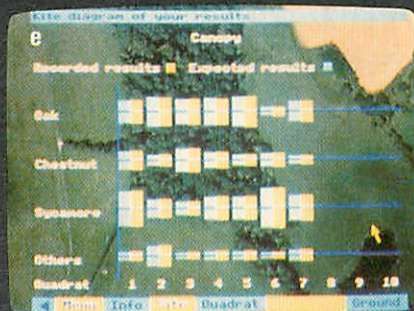 Kite diagram of your results
e
Canopy
Recorded results Expected results
Oak
Chestnut
Sycamore
Others
Quadrat 1 2 3 4 5 6 7 8 9 10
Menu Info Kite Quadrat Ground